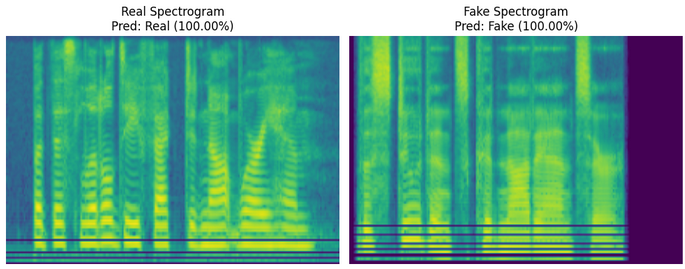 Real Spectrogram
Pred: Real (100.00%)
Fake Spectrogram
Pred: Fake (100.00%)